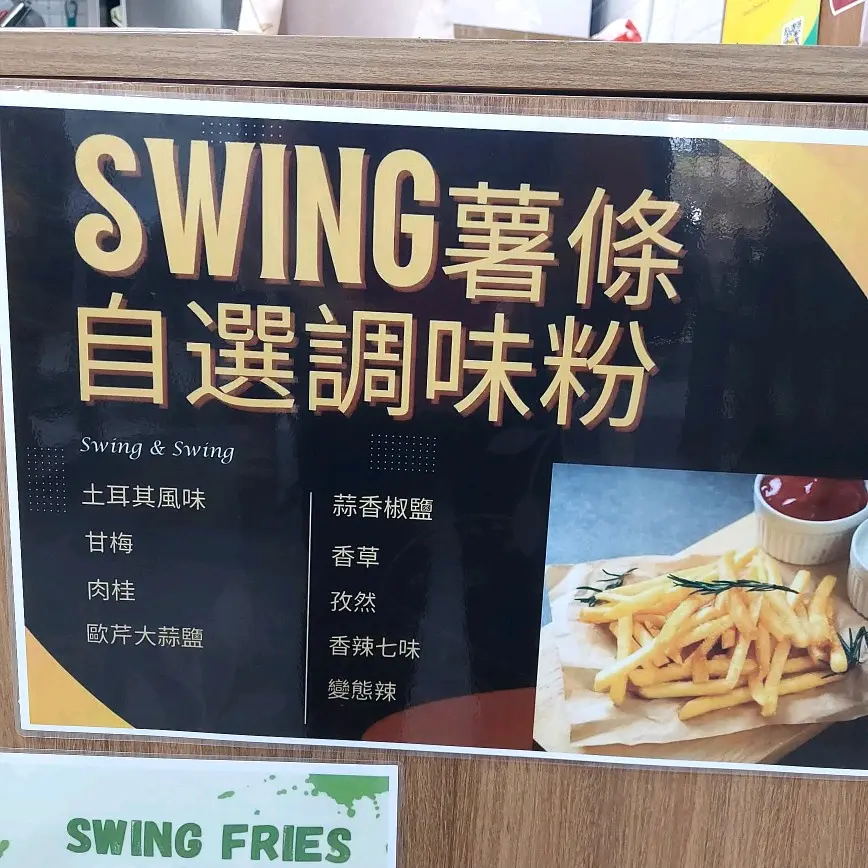 SWING薯條
自選調味粉
Swing & Swing
土耳其風味
甘梅
肉桂
歐芹大蒜鹽
蒜香椒鹽
香草
孜然
香辣七味
變態辣
SWING FRIES